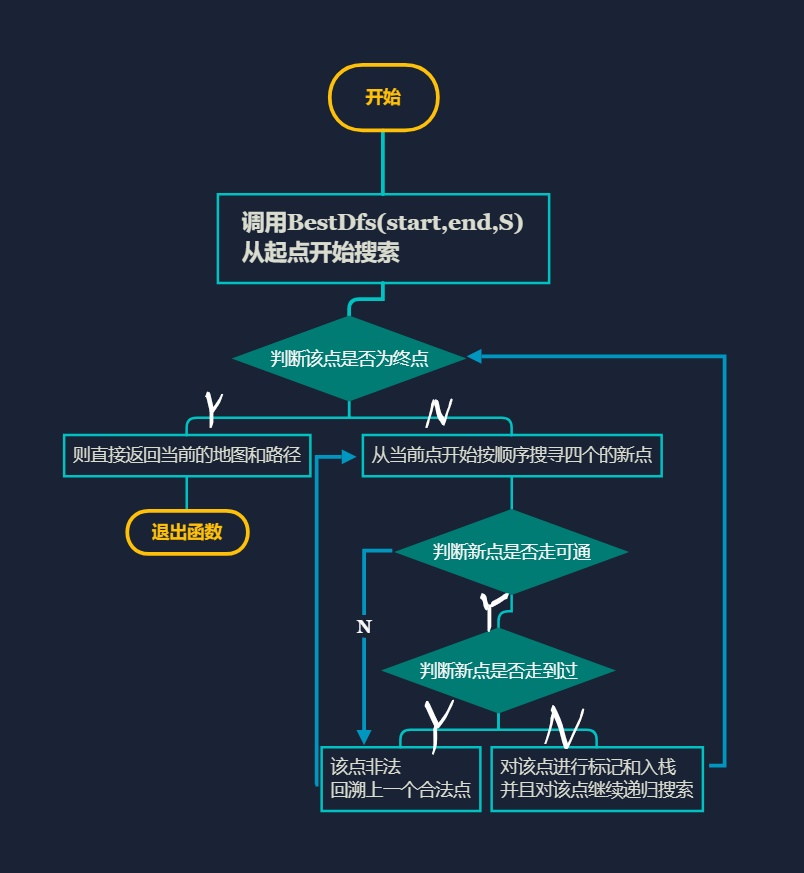 开始
调用BestDfs(start,end,S)
从起点开始搜索
判断该点是否为终点
Y
N
则直接返回当前的地图和路径
从当前点开始按顺序搜寻四个的新点
退出函数
判断新点是否走可通
Y
N
判断新点是否走到过
Y
N
该点非法
回溯上一个合法点
对该点进行标记和入栈
并且对该点继续递归搜索